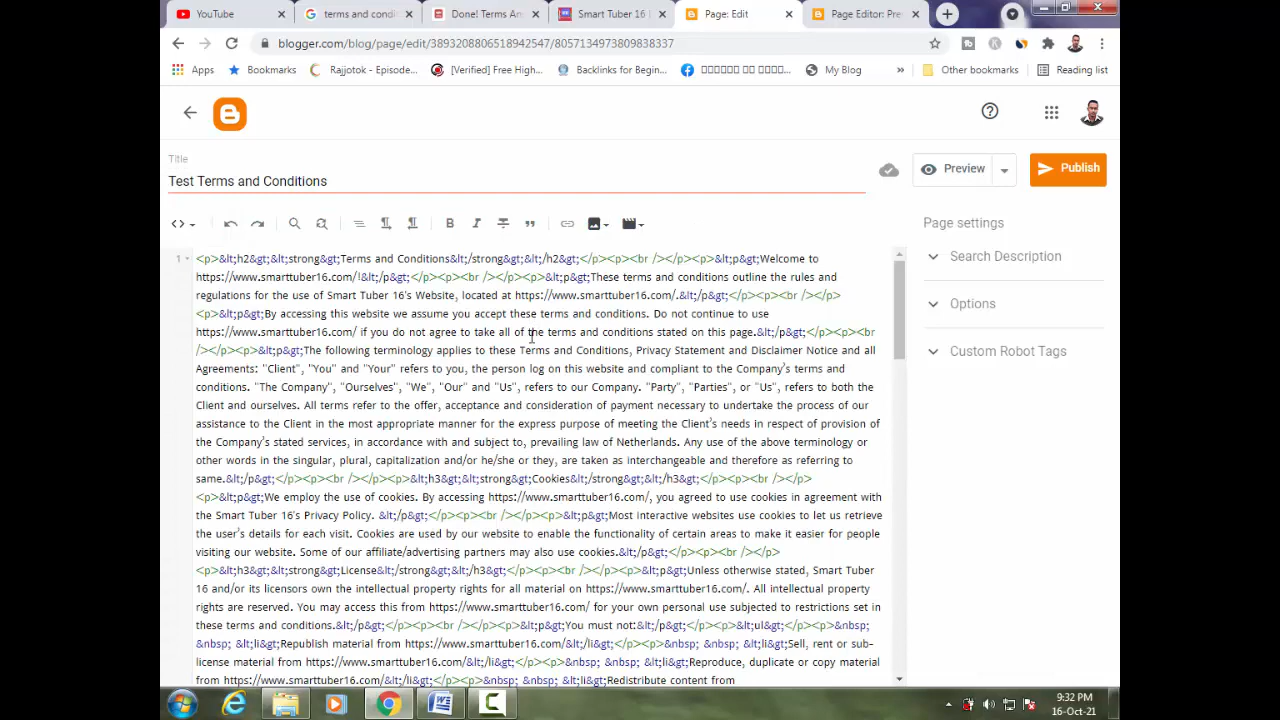 YouTube
terms and condi
Done! Terms An
Smart Tuber 16 |
Page: Edit
Page Editor: Pre
blogger.com/blog/page/edit/3893208806518942547/8057134973809838337
Apps
Bookmarks
Rajjotok - Episode...
[Verified] Free High...
Backlinks for Begin...
My Blog
»
Other bookmarks
Reading list
Title
Test Terms and Conditions
Preview
Publish
Page settings
Search Description
Options
Custom Robot Tags
1
<p>&lt;h2&gt;&lt;strong&gt;Terms and Conditions&lt;/strong&gt;&lt;/h2&gt;</p><p><br /></p><p>&lt;p&gt;Welcome to
https://www.smarttuber16.com/!&lt;/p&gt;</p><p><br /></p><p>&lt;p&gt;These terms and conditions outline the rules and
regulations for the use of Smart Tuber 16's Website, located at https://www.smarttuber16.com/.&lt;/p&gt;</p><p><br /></p>
<p>&lt;p&gt;By accessing this website we assume you accept these terms and conditions. Do not continue to use
https://www.smarttuber16.com/ if you do not agree to take all of the terms and conditions stated on this page.&lt;/p&gt;</p><p><br
/></p><p>&lt;p&gt;The following terminology applies to these Terms and Conditions, Privacy Statement and Disclaimer Notice and all
Agreements: "Client", "You" and "Your" refers to you, the person log on this website and compliant to the Company's terms and
conditions. "The Company", "Ourselves", "We", "Our" and "Us", refers to our Company. "Party", "Parties", or "Us", refers to both the
Client and ourselves. All terms refer to the offer, acceptance and consideration of payment necessary to undertake the process of our
assistance to the Client in the most appropriate manner for the express purpose of meeting the Client's needs in respect of provision of
the Company's stated services, in accordance with and subject to, prevailing law of Netherlands. Any use of the above terminology or
other words in the singular, plural, capitalization and/or he/she or they, are taken as interchangeable and therefore as referring to
same.&lt;/p&gt;</p><p><br /></p><p>&lt;h3&gt;&lt;strong&gt;Cookies&lt;/strong&gt;&lt;/h3&gt;</p><p><br /></p>
<p>&lt;p&gt;We employ the use of cookies. By accessing https://www.smarttuber16.com/, you agreed to use cookies in agreement with
the Smart Tuber 16's Privacy Policy. &lt;/p&gt;</p><p><br /></p><p>&lt;p&gt;Most interactive websites use cookies to let us retrieve
the user's details for each visit. Cookies are used by our website to enable the functionality of certain areas to make it easier for people
visiting our website. Some of our affiliate/advertising partners may also use cookies.&lt;/p&gt;</p><p><br /></p>
<p>&lt;h3&gt;&lt;strong&gt;License&lt;/strong&gt;&lt;/h3&gt;</p><p><br /></p><p>&lt;p&gt;Unless otherwise stated, Smart Tuber
16 and/or its licensors own the intellectual property rights for all material on https://www.smarttuber16.com/. All intellectual property
rights are reserved. You may access this from https://www.smarttuber16.com/ for your own personal use subjected to restrictions set in
these terms and conditions.&lt;/p&gt;</p><p><br /></p><p>&lt;p&gt;You must not:&lt;/p&gt;</p><p>&lt;ul&gt;</p><p>&nbsp;
&nbsp; &lt;li&gt;Republish material from https://www.smarttuber16.com/&lt;/li&gt;</p><p>&nbsp; &nbsp; &lt;li&gt;Sell, rent or sub-
license material from https://www.smarttuber16.com/&lt;/li&gt;</p><p>&nbsp; &nbsp; &lt;li&gt;Reproduce, duplicate or copy material
from https://www.smarttuber16.com/&lt;/li&gt;</p><p>&nbsp; &nbsp; &lt;li&gt;Redistribute content from
9:32 PM
16-Oct-21